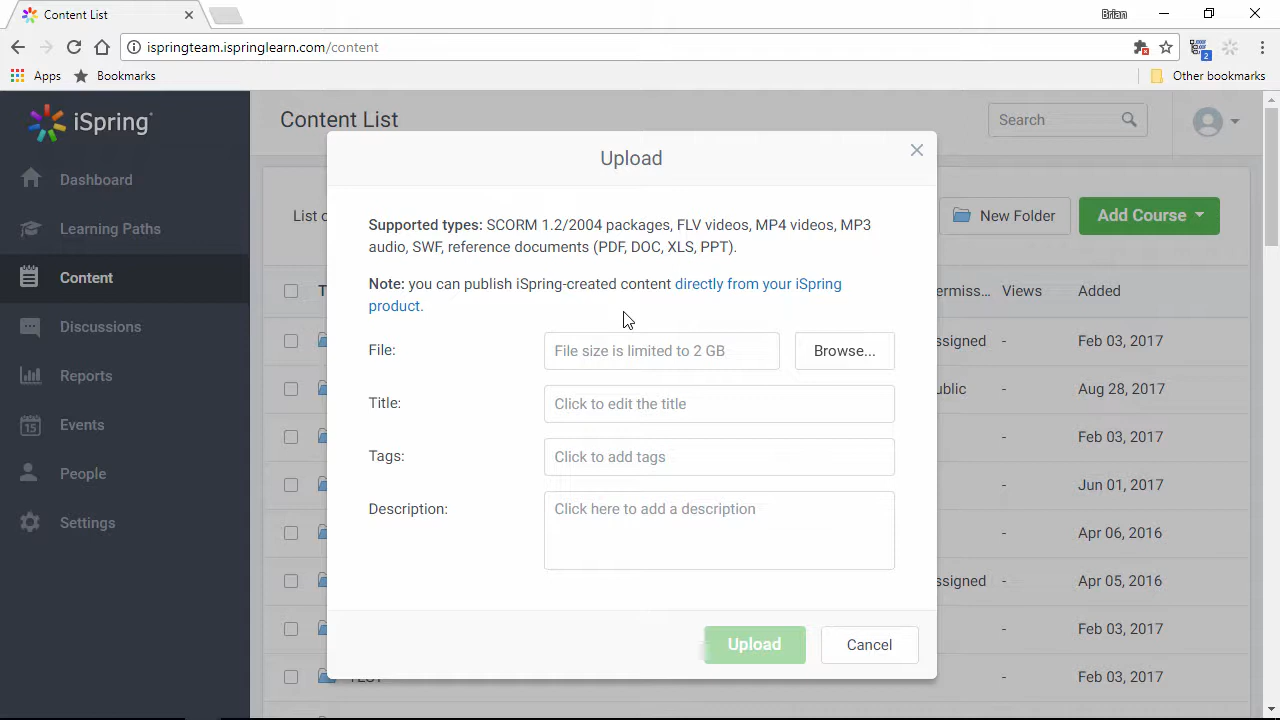 Content List
Brian
ispringteam.ispringlearn.com/content
2
Apps
Bookmarks
Other bookmarks
iSpring
Content List
Search
Dashboard
Learning Paths
Content
Discussions
Reports
15
Events
People
Settings
List o
New Folder
Add Course
T
ermiss...
Views
Added
ssigned
-
Feb 03, 2017
ublic
-
Aug 28, 2017
-
Feb 03, 2017
-
Jun 01, 2017
-
Apr 06, 2016
ssigned
-
Apr 05, 2016
-
Feb 03, 2017
-
Feb 03, 2017
Upload
Supported types: SCORM 1.2/2004 packages, FLV videos, MP4 videos, MP3
audio, SWF, reference documents (PDF, DOC, XLS, PPT).
Note: you can publish iSpring-created content directly from your iSpring
product.
File:
File size is limited to 2 GB
Browse...
Title:
Click to edit the title
Tags:
Click to add tags
Description:
Click here to add a description
Upload
Cancel